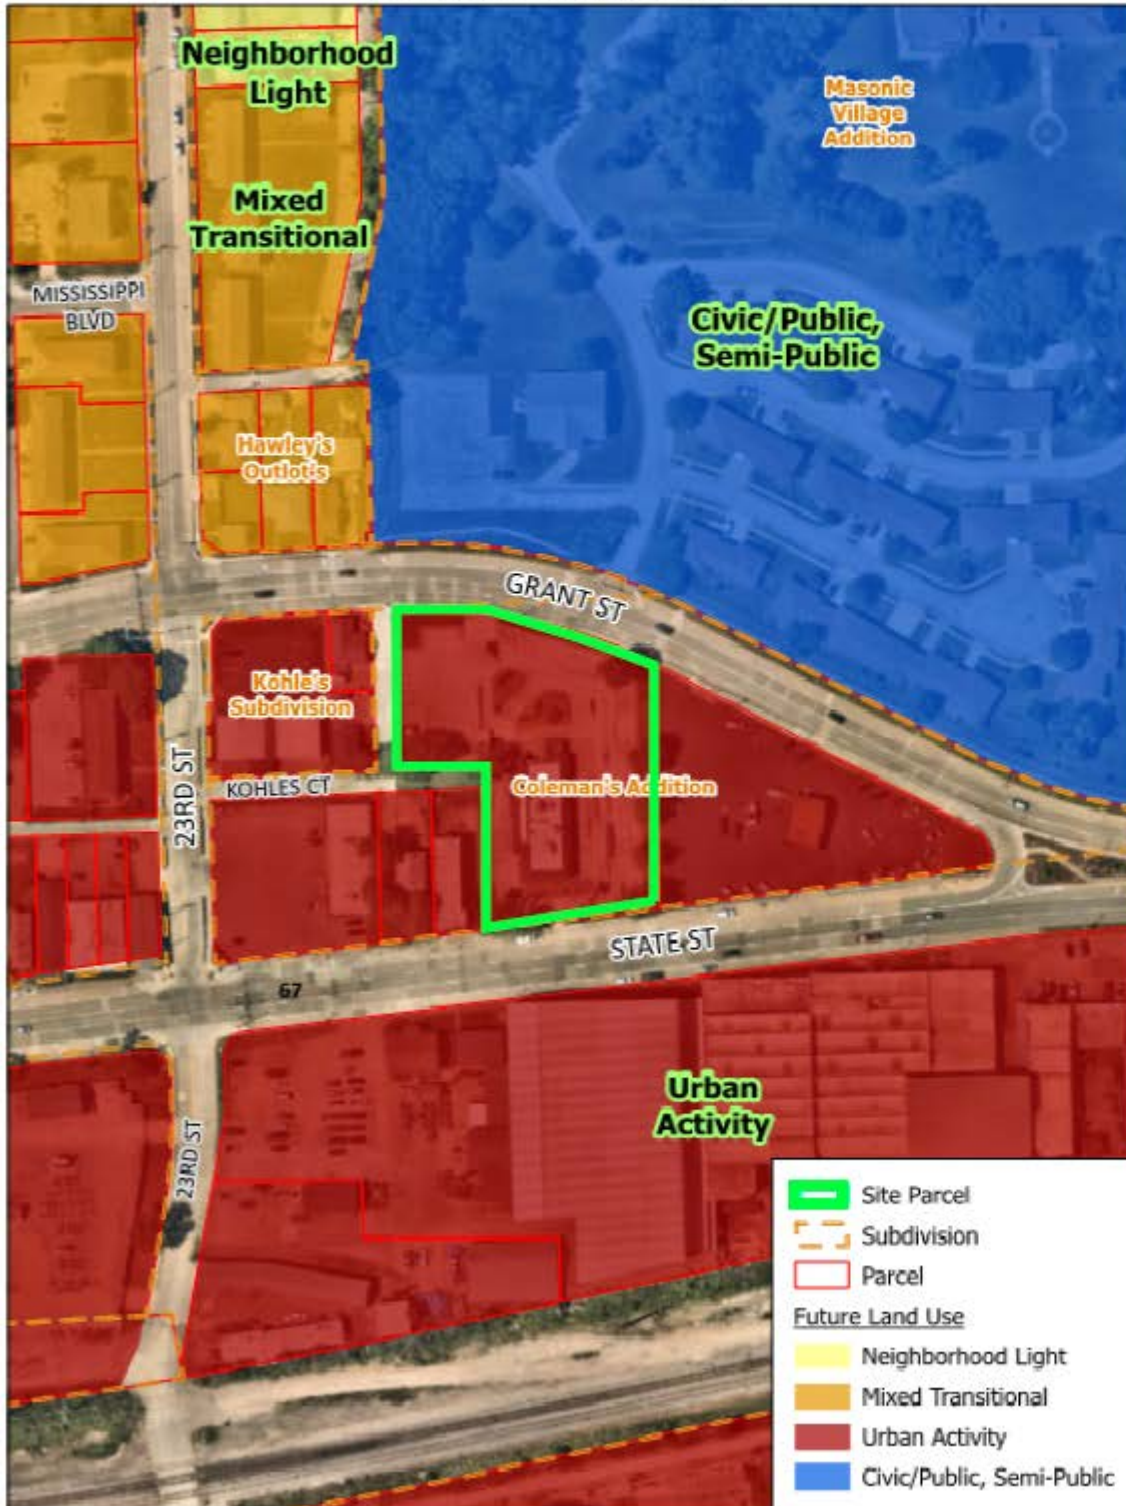 Neighborhood
Light
Masonic
Village
Addition
Mixed
Transitional
MISSISSIPPI
BLVD
Civic/Public,
Semi-Public
Hawley's
Outlots
GRANT ST
Kohle's
Subdivision
23RD ST
KOHLES CT
Coleman's Addition
STATE ST
67
Urban
Activity
23RD ST
Site Parcel
Subdivision
Parcel
Future Land Use
Neighborhood Light
Mixed Transitional
Urban Activity
Civic/Public, Semi-Public